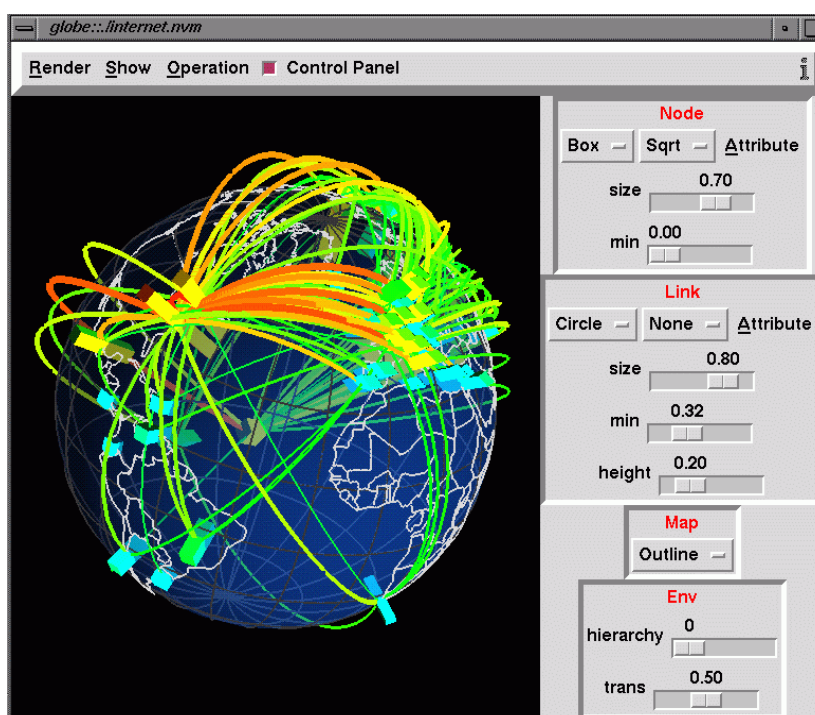 globe::./internet.nvm
Render Show Operation Control Panel i
Node
Box Sqrt Attribute
size 0.70
min 0.00
Link
Circle None Attribute
size 0.80
min 0.32
height 0.20
Map
Outline
Env
hierarchy 0
trans 0.50